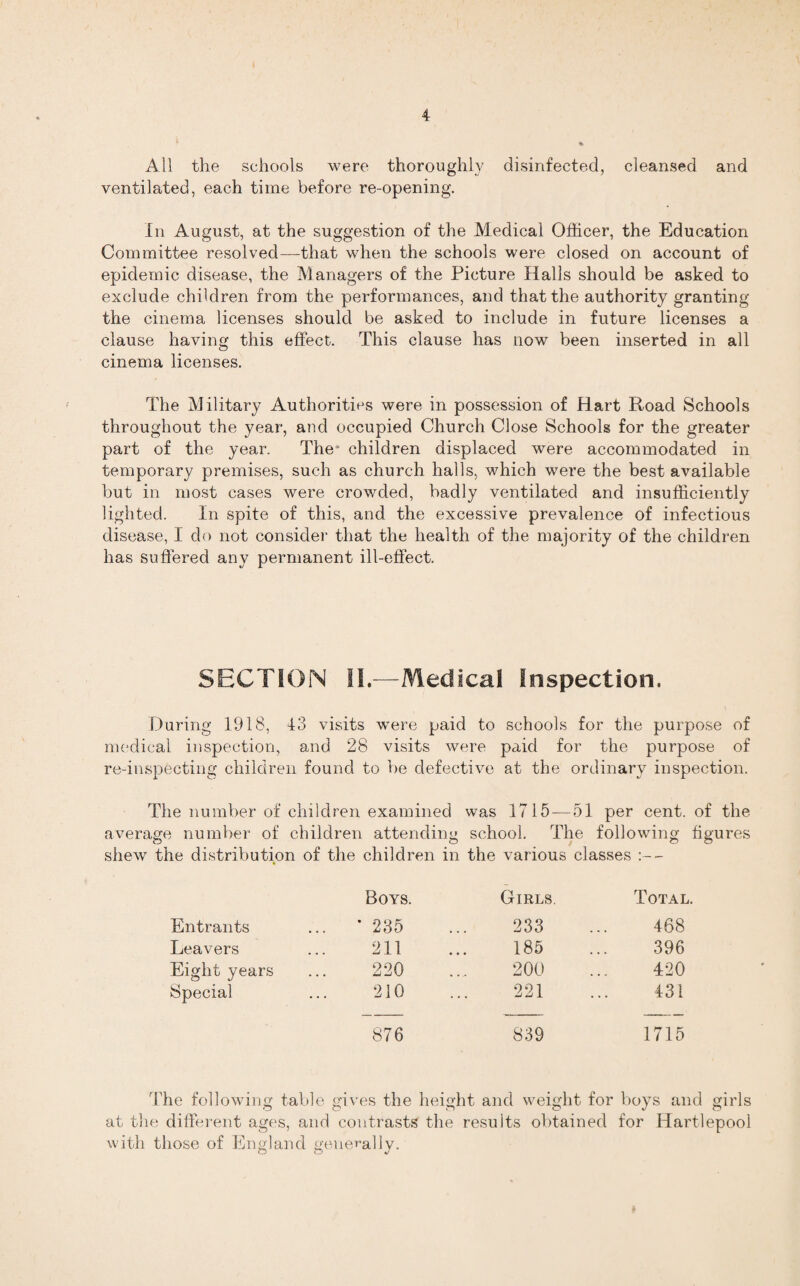 4
All the schools were thoroughly disinfected, cleansed and
ventilated, each time before re-opening.
In August, at the suggestion of the Medical Officer, the Education
Committee resolved—that when the schools were closed on account of
epidemic disease, the Managers of the Picture Halls should be asked to
exclude children from the performances, and that the authority granting
the cinema licenses should be asked to include in future licenses a
clause having this effect. This clause has now been inserted in all
cinema licenses.
The Military Authorities were in possession of Hart Road Schools
throughout the year, and occupied Church Close Schools for the greater
part of the year. The children displaced were accommodated in
temporary premises, such as church halls, which were the best available
but in most cases were crowded, badly ventilated and insufficiently
lighted. In spite of this, and the excessive prevalence of infectious
disease, I do not consider that the health of the majority of the children
has suffered any permanent ill-effect.
SECTION II.—Medical Inspection.
During 1918, 43 visits were paid to schools for the purpose of
medical inspection, and 28 visits were paid for the purpose of
re-inspecting children found to be defective at the ordinary inspection.
The number of children examined was 1715—51 per cent. of the
average number of children attending school. The following figures
shew the distribution of the children in the various classes :—
Boys. Girls. Total.
Entrants ... 235 ... 233 ... 468
Leavers ... 211 ... 185 ... 396
Eight years ... 220 ... 200 ... 420
Special ... 210 ... 221 ... 431
876 839 1715
The following table gives the height and weight for boys and girls
at the different ages, and contrasts the results obtained for Hartlepool
with those of England generally.